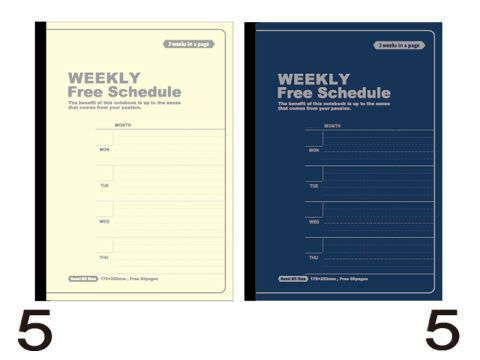 2 weeks in a page
WEEKLY
Free Schedule
The benefit of this notebook is up to the sense
that comes from your passion.
MONTH
MON
TUE
WED
THU
Semi B5 Size 179×252mm , Free 80pages
2 weeks in a page
WEEKLY
Free Schedule
The benefit of this notebook is up to the sense
that comes from your passion.
MONTH
MON
TUE
WED
THU
Semi B5 Size 179×252mm , Free 80pages
5
5